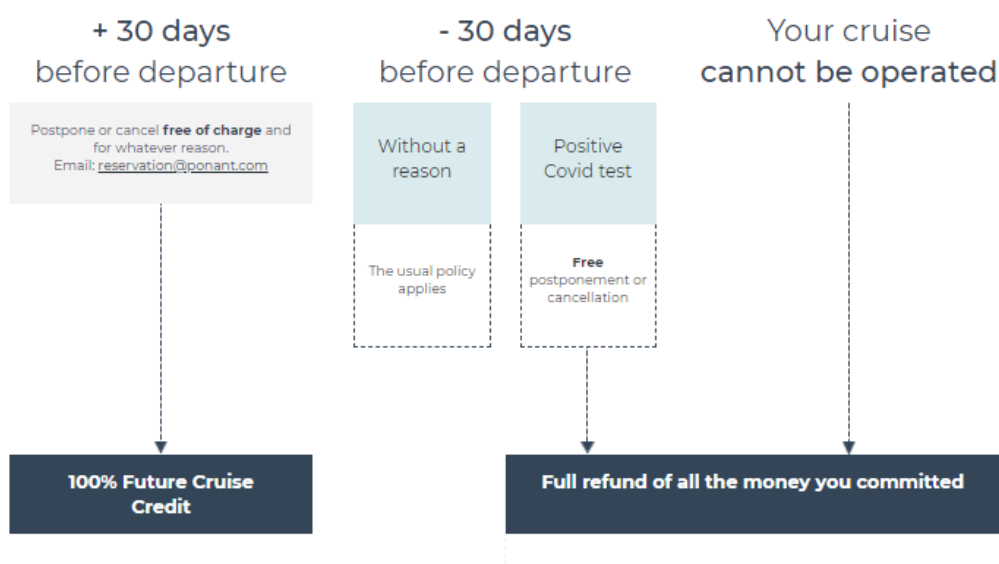 + 30 days
before departure
Postpone or cancel free of charge and
for whatever reason.
Email: reservation@ponant.com
100% Future Cruise
Credit
- 30 days
before departure
Without a
reason
The usual policy
applies
Positive
Covid test
Free
postponement or
cancellation
Your cruise
cannot be operated
Full refund of all the money you committed